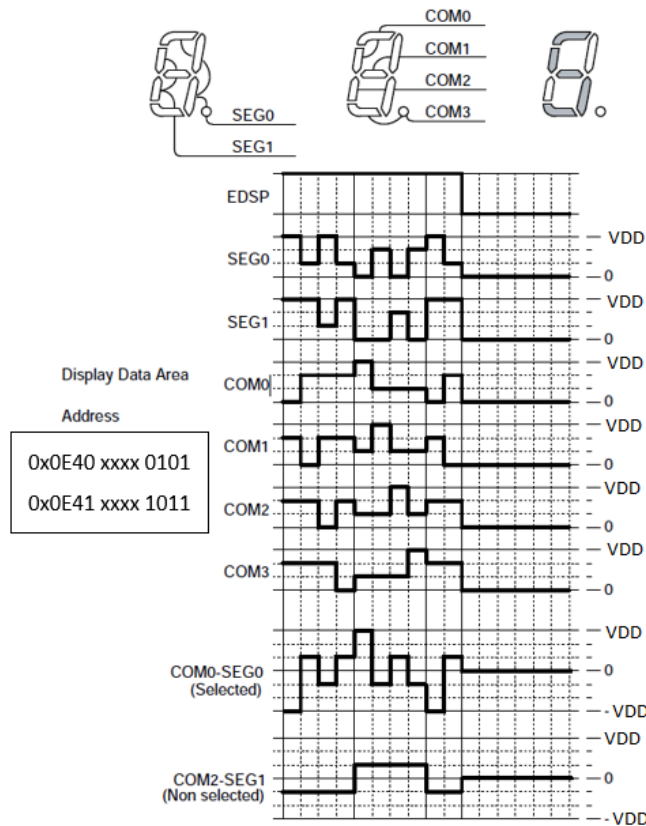 COM0
COM1
COM2
COM3
SEG0
SEG1
EDSP
VDD
SEG0
0
VDD
SEG1
0
VDD
Display Data Area
COM0
0
Address
VDD
COM1
0x0E40 xxxx 0101
0
VDD
0x0E41 xxxx 1011
COM2
0
VDD
COM3
0
VDD
COM0-SEG0
(Selected)
0
- VDD
VDD
COM2-SEG1
(Non selected)
0
- VDD